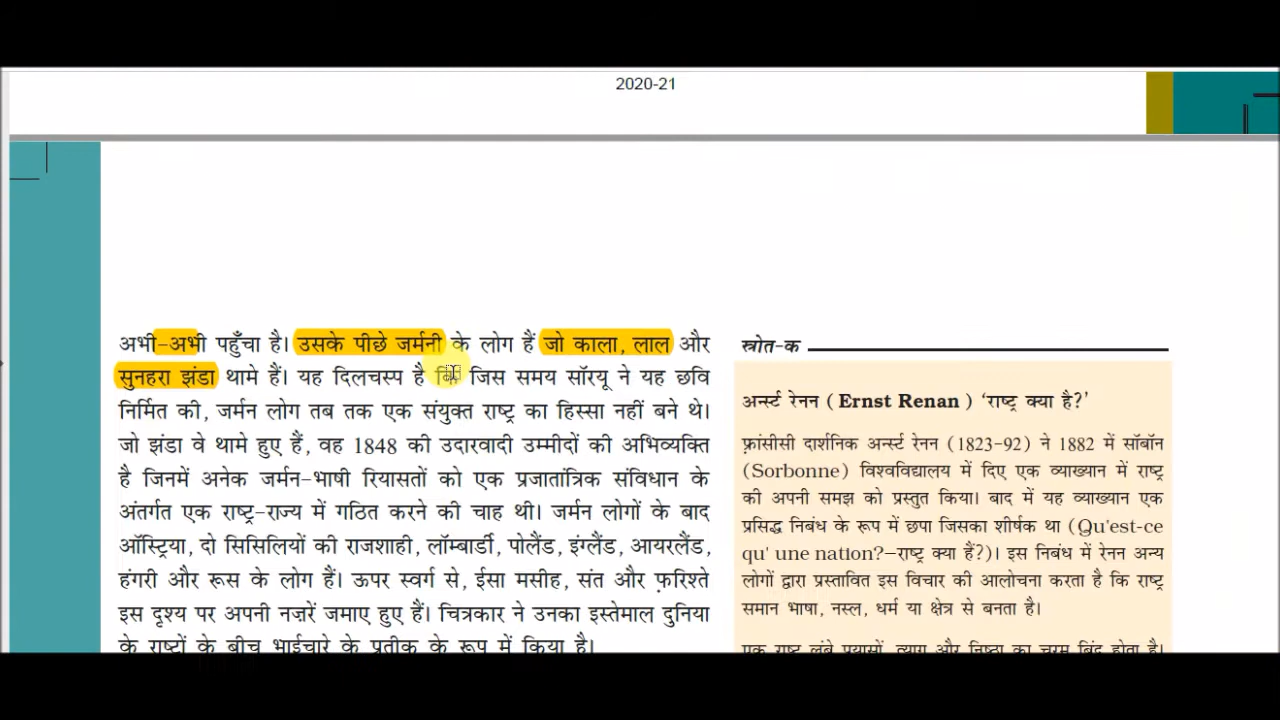 2020-21
अभी-अभी पहुँचा है। उसके पीछे जर्मनी के लोग हैं जो काला, लाल और
सुनहरा झंडा थामे हैं। यह दिलचस्प है कि जिस समय सॉरयू ने यह छवि
निर्मित की, जर्मन लोग तब तक एक संयुक्त राष्ट्र का हिस्सा नहीं बने थे।
जो झंडा वे थामे हुए हैं, वह 1848 की उदारवादी उम्मीदों की अभिव्यक्ति
है जिनमें अनेक जर्मन-भाषी रियासतों को एक प्रजातांत्रिक संविधान के
अंतर्गत एक राष्ट्र-राज्य में गठित करने की चाह थी। जर्मन लोगों के बाद
ऑस्ट्रिया, दो सिसिलियों की राजशाही, लॉम्बार्डी, पोलैंड, इंग्लैंड, आयरलैंड,
हंगरी और रूस के लोग हैं। ऊपर स्वर्ग से, ईसा मसीह, संत और फ़रिश्ते
इस दृश्य पर अपनी नज़रें जमाए हुए हैं। चित्रकार ने उनका इस्तेमाल दुनिया
के राष्ट्रों के बीच भाईचारे के प्रतीक के रूप में किया है।
स्रोत-क
अर्न्स्ट रेनन (Ernst Renan) 'राष्ट्र क्या है?'
फ़्रांसीसी दार्शनिक अर्न्स्ट रेनन (1823-92) ने 1882 में सॉबॉन
(Sorbonne) विश्वविद्यालय में दिए एक व्याख्यान में राष्ट्र
की अपनी समझ को प्रस्तुत किया। बाद में यह व्याख्यान एक
प्रसिद्ध निबंध के रूप में छपा जिसका शीर्षक था (Qu'est-ce
qu' une nation?-राष्ट्र क्या हैं?)। इस निबंध में रेनन अन्य
लोगों द्वारा प्रस्तावित इस विचार की आलोचना करता है कि राष्ट्र
समान भाषा, नस्ल, धर्म या क्षेत्र से बनता है।
एक राष्ट्र लंबे प्रयासों, त्याग और निष्ठा का चरम बिंदु होता है।